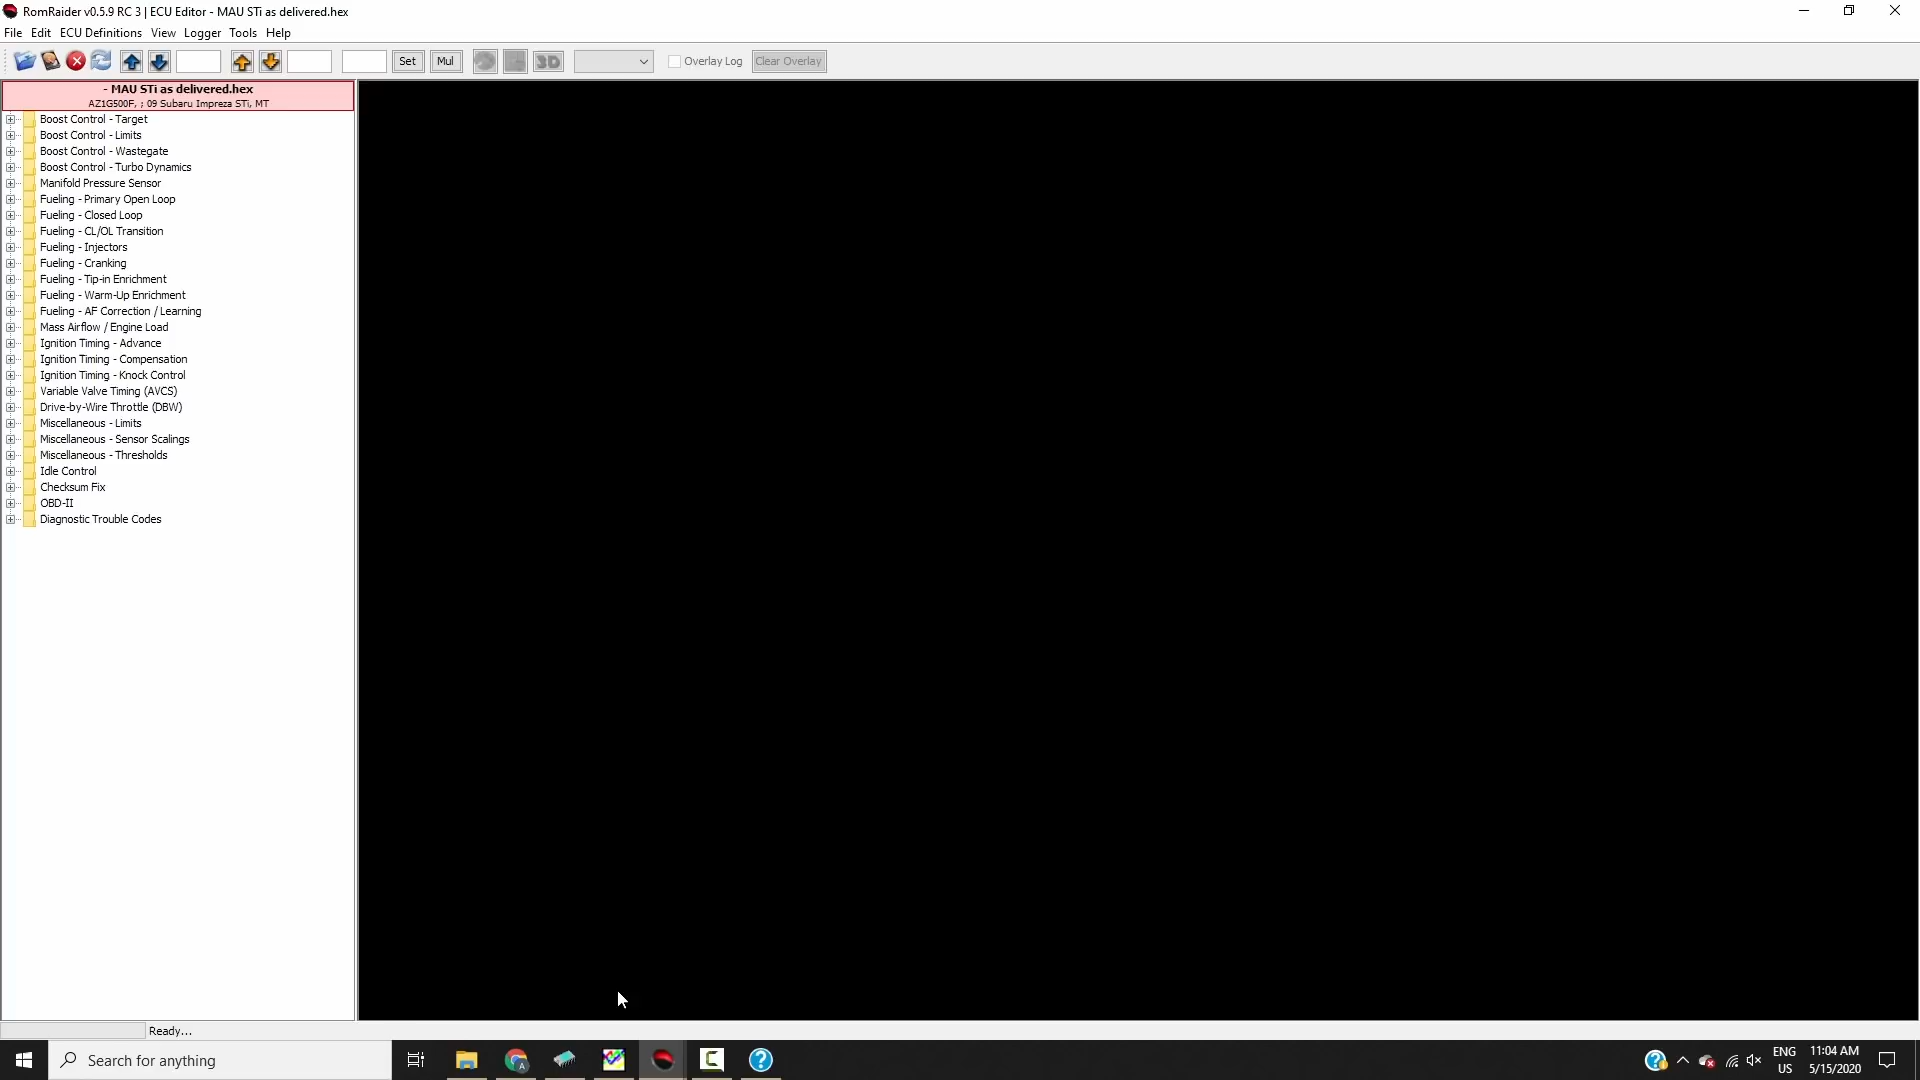 RomRaider v0.5.9 RC 3 | ECU Editor - MAU STi as delivered.hex
File Edit ECU Definitions View Logger Tools Help
Set Mul 3D Overlay Log Clear Overlay
- MAU STi as delivered.hex
AZ1G500F, ; 09 Subaru Impreza STi, MT
Boost Control - Target
Boost Control - Limits
Boost Control - Wastegate
Boost Control - Turbo Dynamics
Manifold Pressure Sensor
Fueling - Primary Open Loop
Fueling - Closed Loop
Fueling - CL/OL Transition
Fueling - Injectors
Fueling - Cranking
Fueling - Tip-in Enrichment
Fueling - Warm-Up Enrichment
Fueling - AF Correction / Learning
Mass Airflow / Engine Load
Ignition Timing - Advance
Ignition Timing - Compensation
Ignition Timing - Knock Control
Variable Valve Timing (AVCS)
Drive-by-Wire Throttle (DBW)
Miscellaneous - Limits
Miscellaneous - Sensor Scalings
Miscellaneous - Thresholds
Idle Control
Checksum Fix
OBD-II
Diagnostic Trouble Codes
Ready...
Search for anything
ENG
US
11:04 AM
5/15/2020